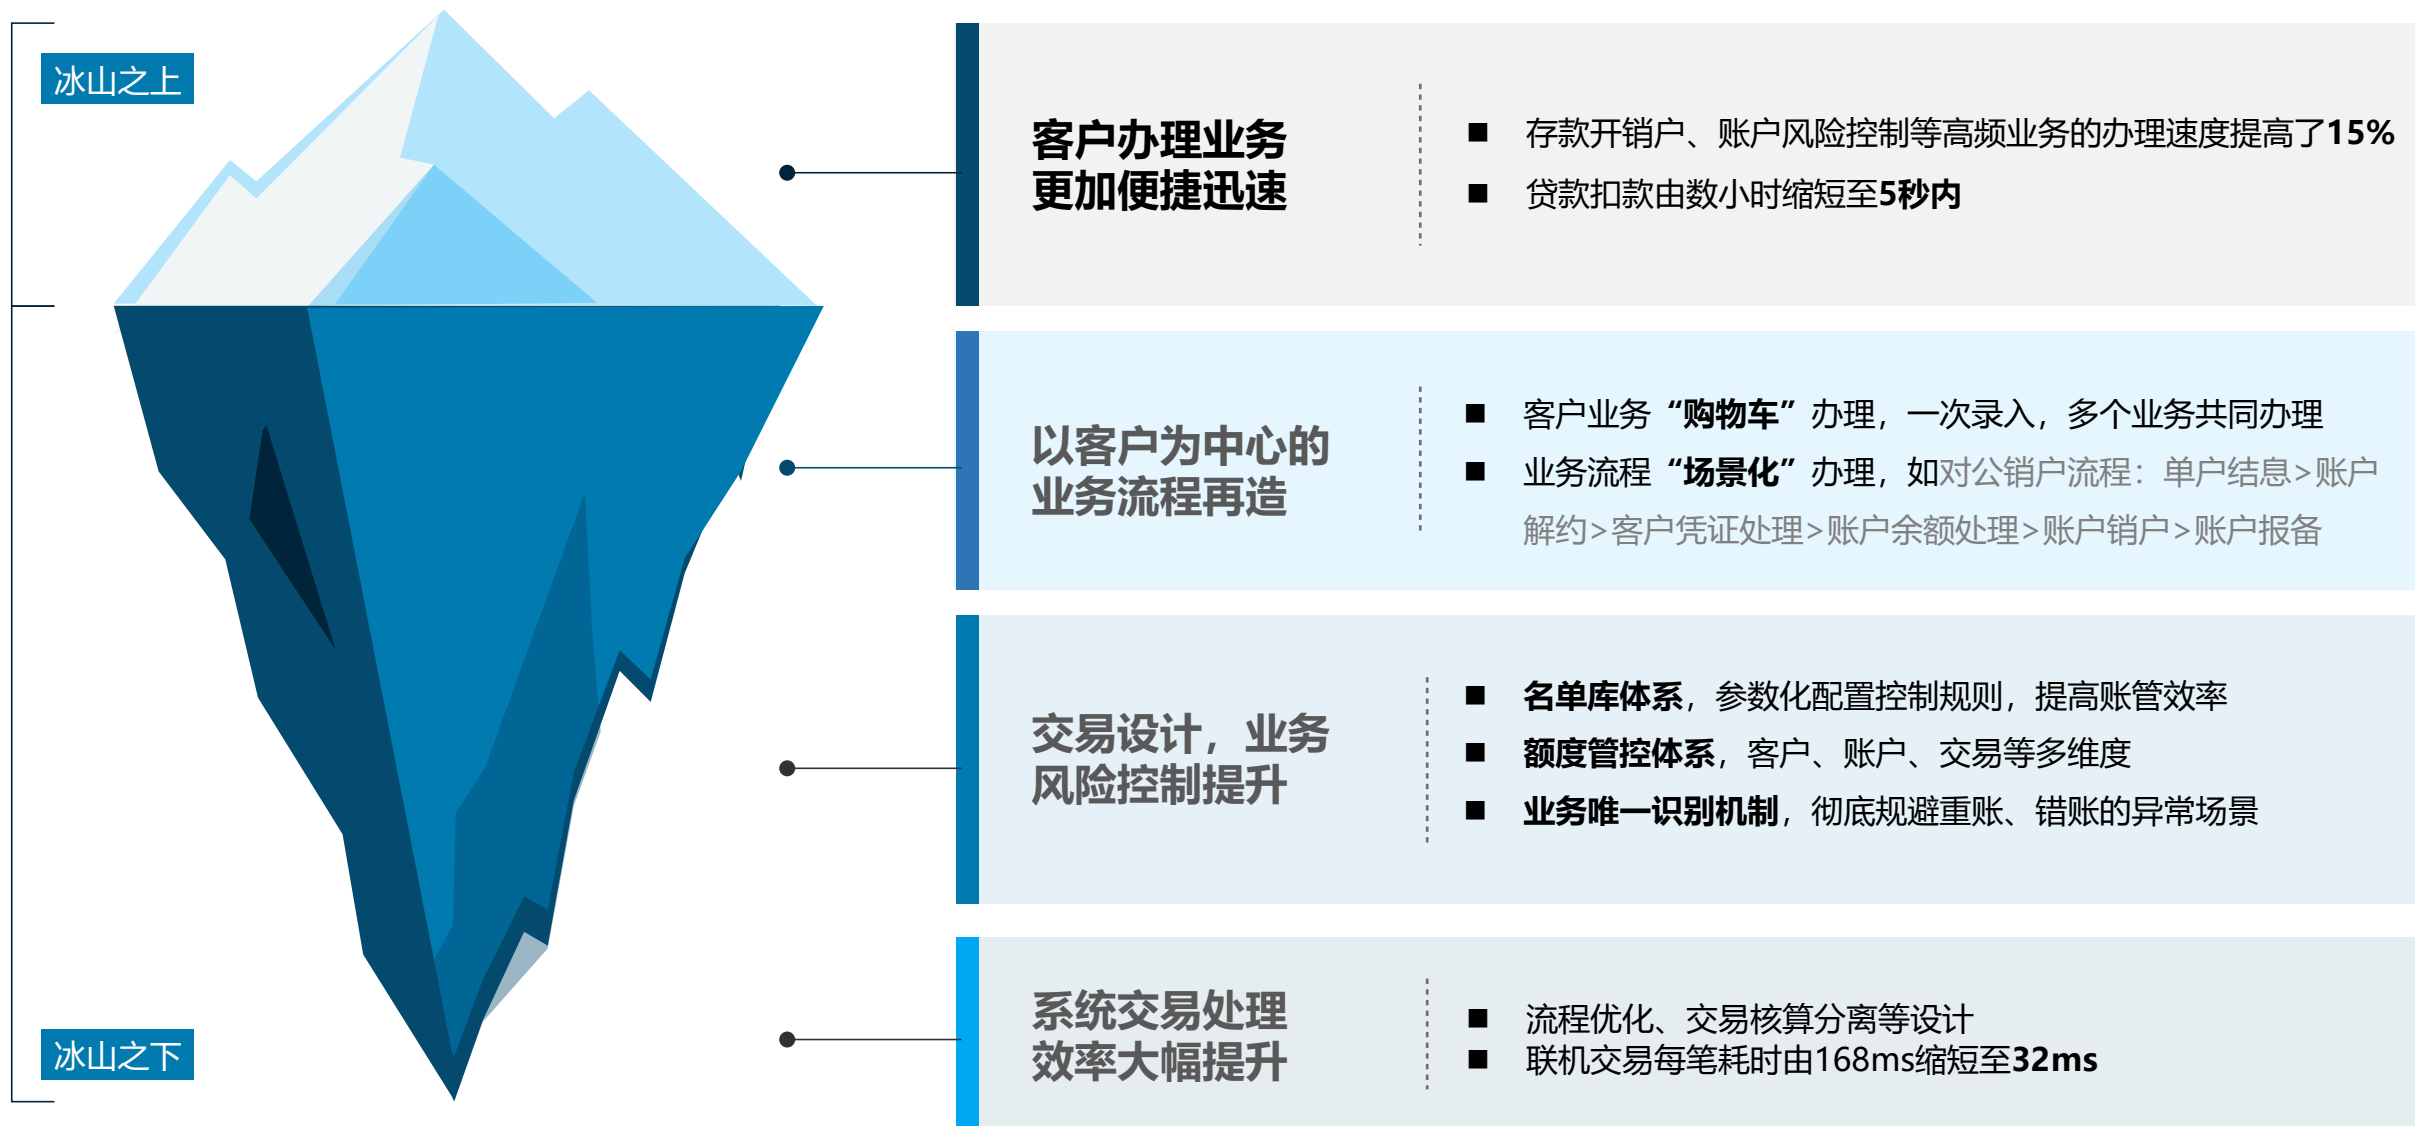 冰山之上
客户办理业务
更加便捷迅速
■ 存款开销户、账户风险控制等高频业务的办理速度提高了15%
■ 贷款扣款由数小时缩短至5秒内
以客户为中心的
业务流程再造
■ 客户业务“购物车”办理，一次录入，多个业务共同办理
■ 业务流程“场景化”办理，如对公销户流程：单户结息>账户
解约>客户凭证处理>账户余额处理>账户销户>账户报备
交易设计，业务
风险控制提升
■ 名单库体系，参数化配置控制规则，提高账管效率
■ 额度管控体系，客户、账户、交易等多维度
■ 业务唯一识别机制，彻底规避重账、错账的异常场景
冰山之下
系统交易处理
效率大幅提升
■ 流程优化、交易核算分离等设计
■ 联机交易每笔耗时由168ms缩短至32ms